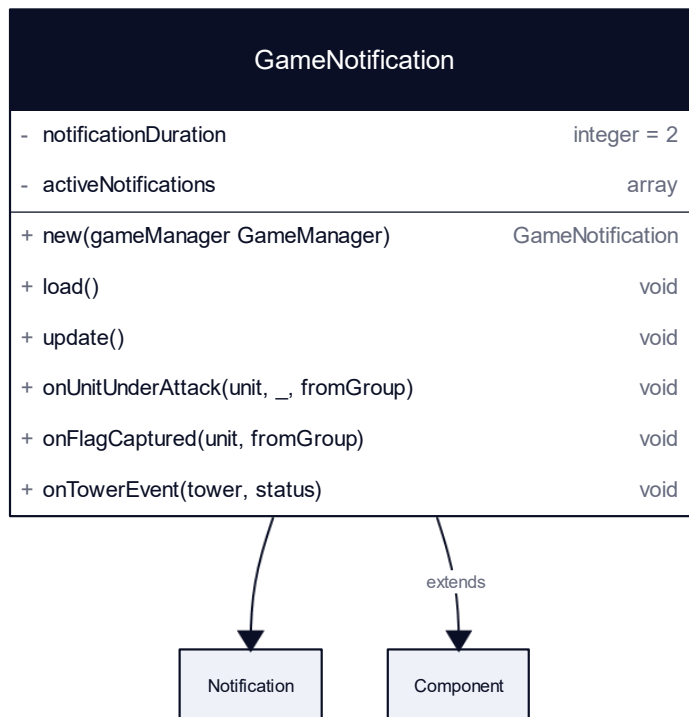 GameNotification
- notificationDuration integer = 2
- activeNotifications array
+ new(gameManager GameManager) GameNotification
+ load() void
+ update() void
+ onUnitUnderAttack(unit, _, fromGroup) void
+ onFlagCaptured(unit, fromGroup) void
+ onTowerEvent(tower, status) void
extends
Notification Component